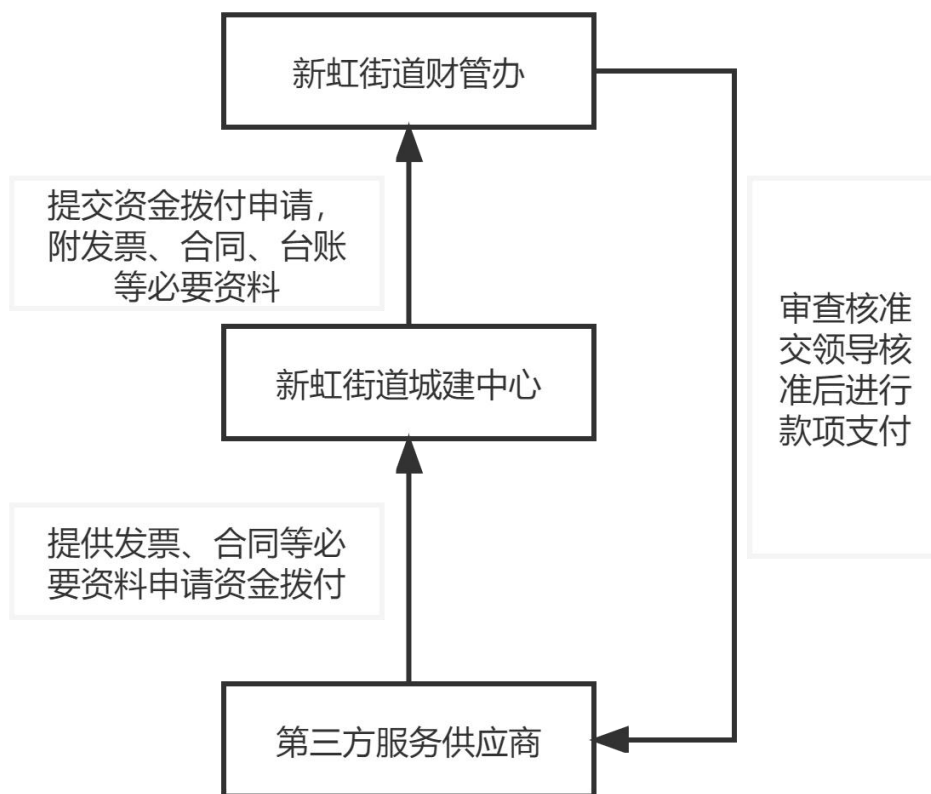 新虹街道财管办
提交资金拨付申请，
附发票、合同、台账
等必要资料
审查核准
交领导核
准后进行
款项支付
新虹街道城建中心
提供发票、合同等必
要资料申请资金拨付
第三方服务供应商